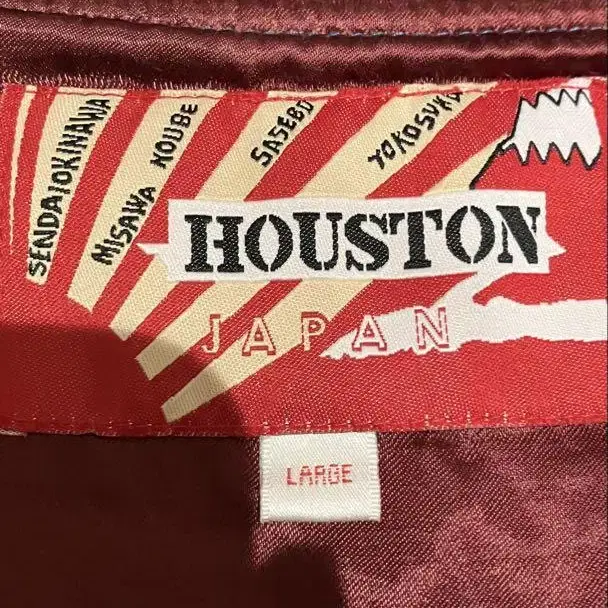 SENDAI OKINAWA
MISAWA KOUBE
SASEBO
YOKOSUKA
HOUSTON
JAPAN
LARGE